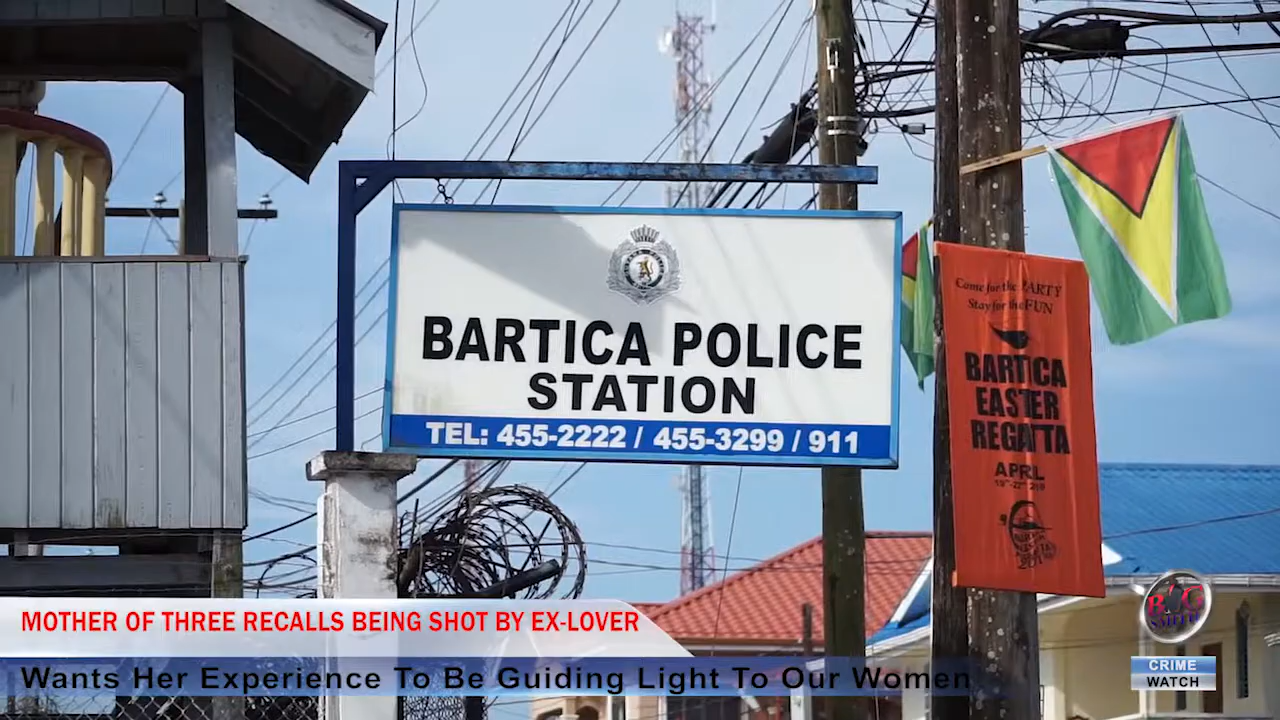 BARTICA POLICE
STATION
TEL: 455-2222 / 455-3299 / 911
Come for the PARTY
Stay for the FUN
BARTICA
EASTER
REGATTA
APRIL
MOTHER OF THREE RECALLS BEING SHOT BY EX-LOVER
Wants Her Experience To Be Guiding Light To Our Women
CRIME
WATCH